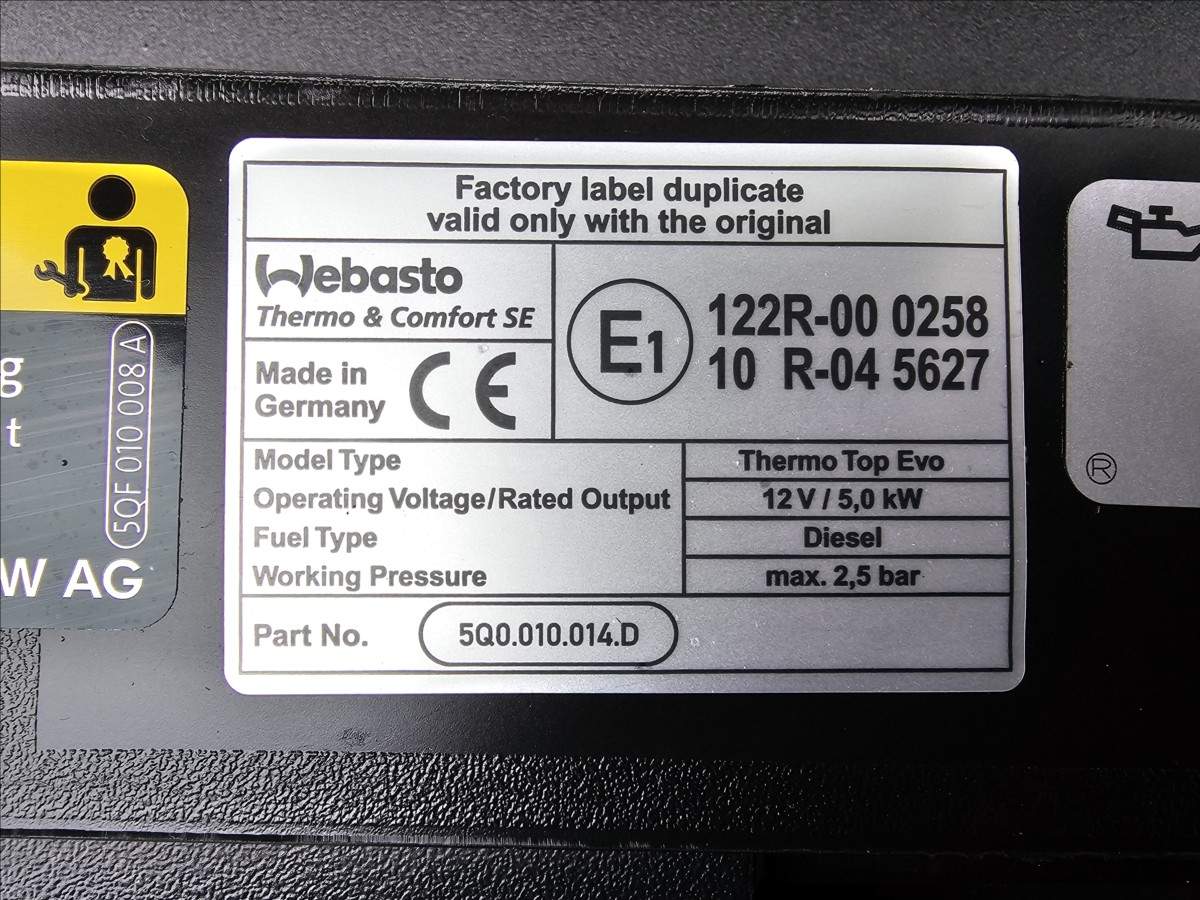 Factory label duplicate
valid only with the original
Webasto
Thermo & Comfort SE
Made in
Germany
CE
E1
122R-00 0258
10 R-04 5627
Model Type Thermo Top Evo
Operating Voltage/Rated Output 12 V / 5,0 kW
Fuel Type Diesel
Working Pressure max. 2,5 bar
Part No. 5Q0.010.014.D
g
t
5QF 010 008 A
W AG
®